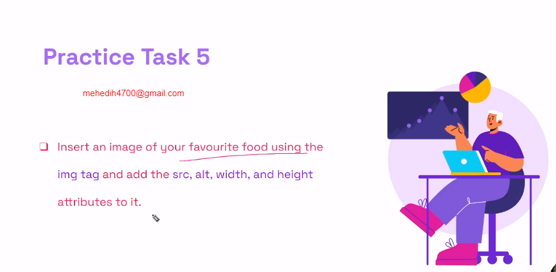 Practice Task 5
mehedih4700@gmail.com
Insert an image of your favourite food using the
img tag and add the src, alt, width, and height
attributes to it.